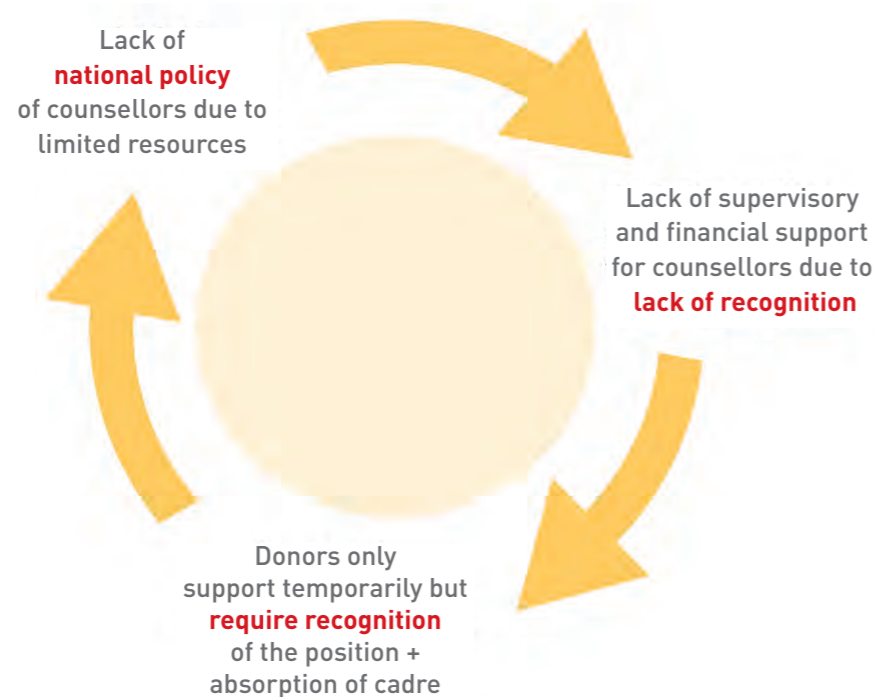 Lack of
national policy
of counsellors due to
limited resources
Lack of supervisory
and financial support
for counsellors due to
lack of recognition
Donors only
support temporarily but
require recognition
of the position +
absorption of cadre